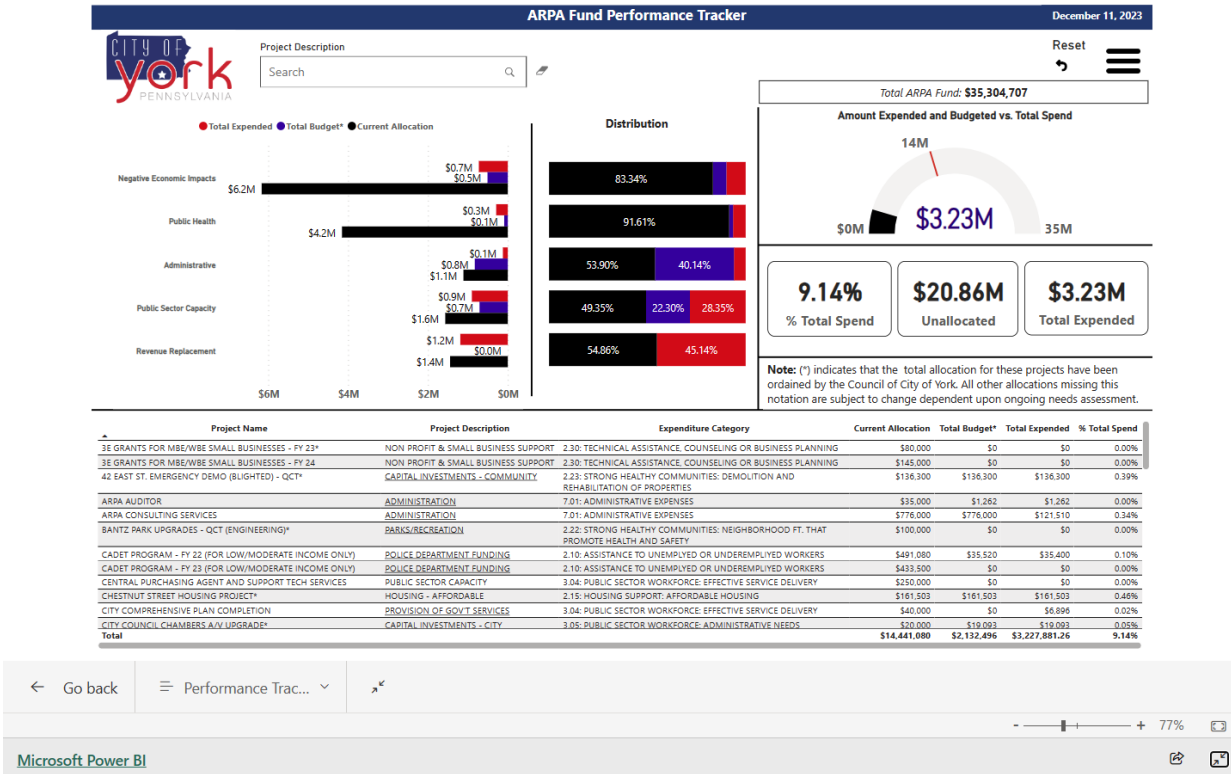 ARPA Fund Performance Tracker
December 11, 2023
CITY OF
york
PENNSYLVANIA
Project Description
Search
Reset
Total ARPA Fund: $35,304,707
Total Expended Total Budget* Current Allocation
Negative Economic Impacts
$0.7M
$0.5M
$6.2M
Public Health
$0.3M
$0.1M
$4.2M
Administrative
$0.1M
$0.8M
$1.1M
Public Sector Capacity
$0.9M
$0.7M
$1.6M
Revenue Replacement
$1.2M
$0.0M
$1.4M
$6M $4M $2M $0M
Distribution
83.34%
91.61%
53.90% 40.14%
49.35% 22.30% 28.35%
54.86% 45.14%
Amount Expended and Budgeted vs. Total Spend
14M
$0M $3.23M 35M
9.14% $20.86M $3.23M
% Total Spend Unallocated Total Expended
Note: (*) indicates that the total allocation for these projects have been
ordained by the Council of City of York. All other allocations missing this
notation are subject to change dependent upon ongoing needs assessment.
Project Name Project Description Expenditure Category Current Allocation Total Budget* Total Expended % Total Spend
3E GRANTS FOR MBE/WBE SMALL BUSINESSES - FY 23* NON PROFIT & SMALL BUSINESS SUPPORT 2.30: TECHNICAL ASSISTANCE, COUNSELING OR BUSINESS PLANNING $80,000 $0 $0 0.00%
3E GRANTS FOR MBE/WBE SMALL BUSINESSES - FY 24 NON PROFIT & SMALL BUSINESS SUPPORT 2.30: TECHNICAL ASSISTANCE, COUNSELING OR BUSINESS PLANNING $145,000 $0 $0 0.00%
42 EAST ST. EMERGENCY DEMO (BLIGHTED) - QCT* CAPITAL INVESTMENTS - COMMUNITY 2.23: STRONG HEALTHY COMMUNITIES: DEMOLITION AND $136,300 $136,300 $136,300 0.39%
REHABILITATION OF PROPERTIES
ARPA AUDITOR ADMINISTRATION 7.01: ADMINISTRATIVE EXPENSES $35,000 $1,262 $1,262 0.00%
ARPA CONSULTING SERVICES ADMINISTRATION 7.01: ADMINISTRATIVE EXPENSES $776,000 $776,000 $121,510 0.34%
BANTZ PARK UPGRADES - QCT (ENGINEERING)* PARKS/RECREATION 2.22: STRONG HEALTHY COMMUNITIES: NEIGHBORHOOD FT. THAT $100,000 $0 $0 0.00%
PROMOTE HEALTH AND SAFETY
CADET PROGRAM - FY 22 (FOR LOW/MODERATE INCOME ONLY) POLICE DEPARTMENT FUNDING 2.10: ASSISTANCE TO UNEMPLYED OR UNDEREMPLIYED WORKERS $491,080 $35,520 $35,400 0.10%
CADET PROGRAM - FY 23 (FOR LOW/MODERATE INCOME ONLY) POLICE DEPARTMENT FUNDING 2.10: ASSISTANCE TO UNEMPLYED OR UNDEREMPLIYED WORKERS $433,500 $0 $0 0.00%
CENTRAL PURCHASING AGENT AND SUPPORT TECH SERVICES PUBLIC SECTOR CAPACITY 3.04: PUBLIC SECTOR WORKFORCE: EFFECTIVE SERVICE DELIVERY $250,000 $0 $0 0.00%
CHESTNUT STREET HOUSING PROJECT* HOUSING - AFFORDABLE 2.15: HOUSING SUPPORT: AFFORDABLE HOUSING $161,503 $161,503 $161,503 0.46%
CITY COMPREHENSIVE PLAN COMPLETION PROVISION OF GOV'T SERVICES 3.04: PUBLIC SECTOR WORKFORCE: EFFECTIVE SERVICE DELIVERY $40,000 $0 $6,896 0.02%
CITY COUNCIL CHAMBERS A/V UPGRADE* CAPITAL INVESTMENTS - CITY 3.05: PUBLIC SECTOR WORKFORCE: ADMINISTRATIVE NEEDS $20,000 $19,093 $19,093 0.05%
Total $14,441,080 $2,132,496 $3,227,881.26 9.14%
Go back Performance Trac...
- + 77%
Microsoft Power BI